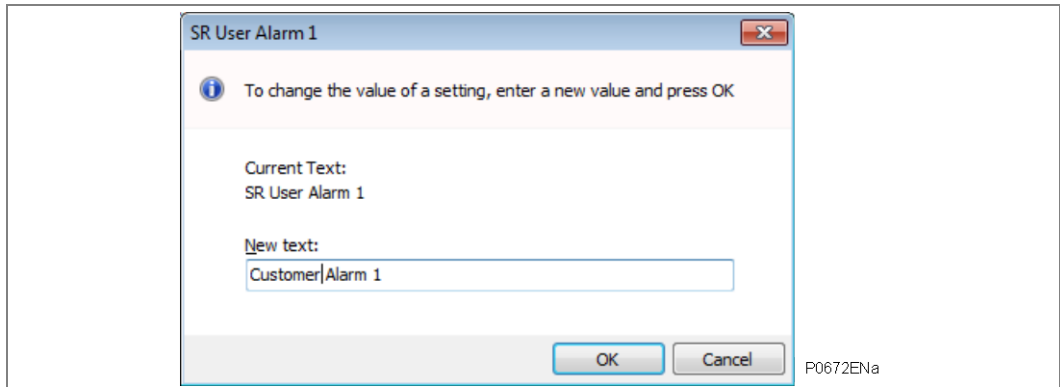 SR User Alarm 1
To change the value of a setting, enter a new value and press OK
Current Text:
SR User Alarm 1
New text:
Customer Alarm 1
OK Cancel
P0672ENa